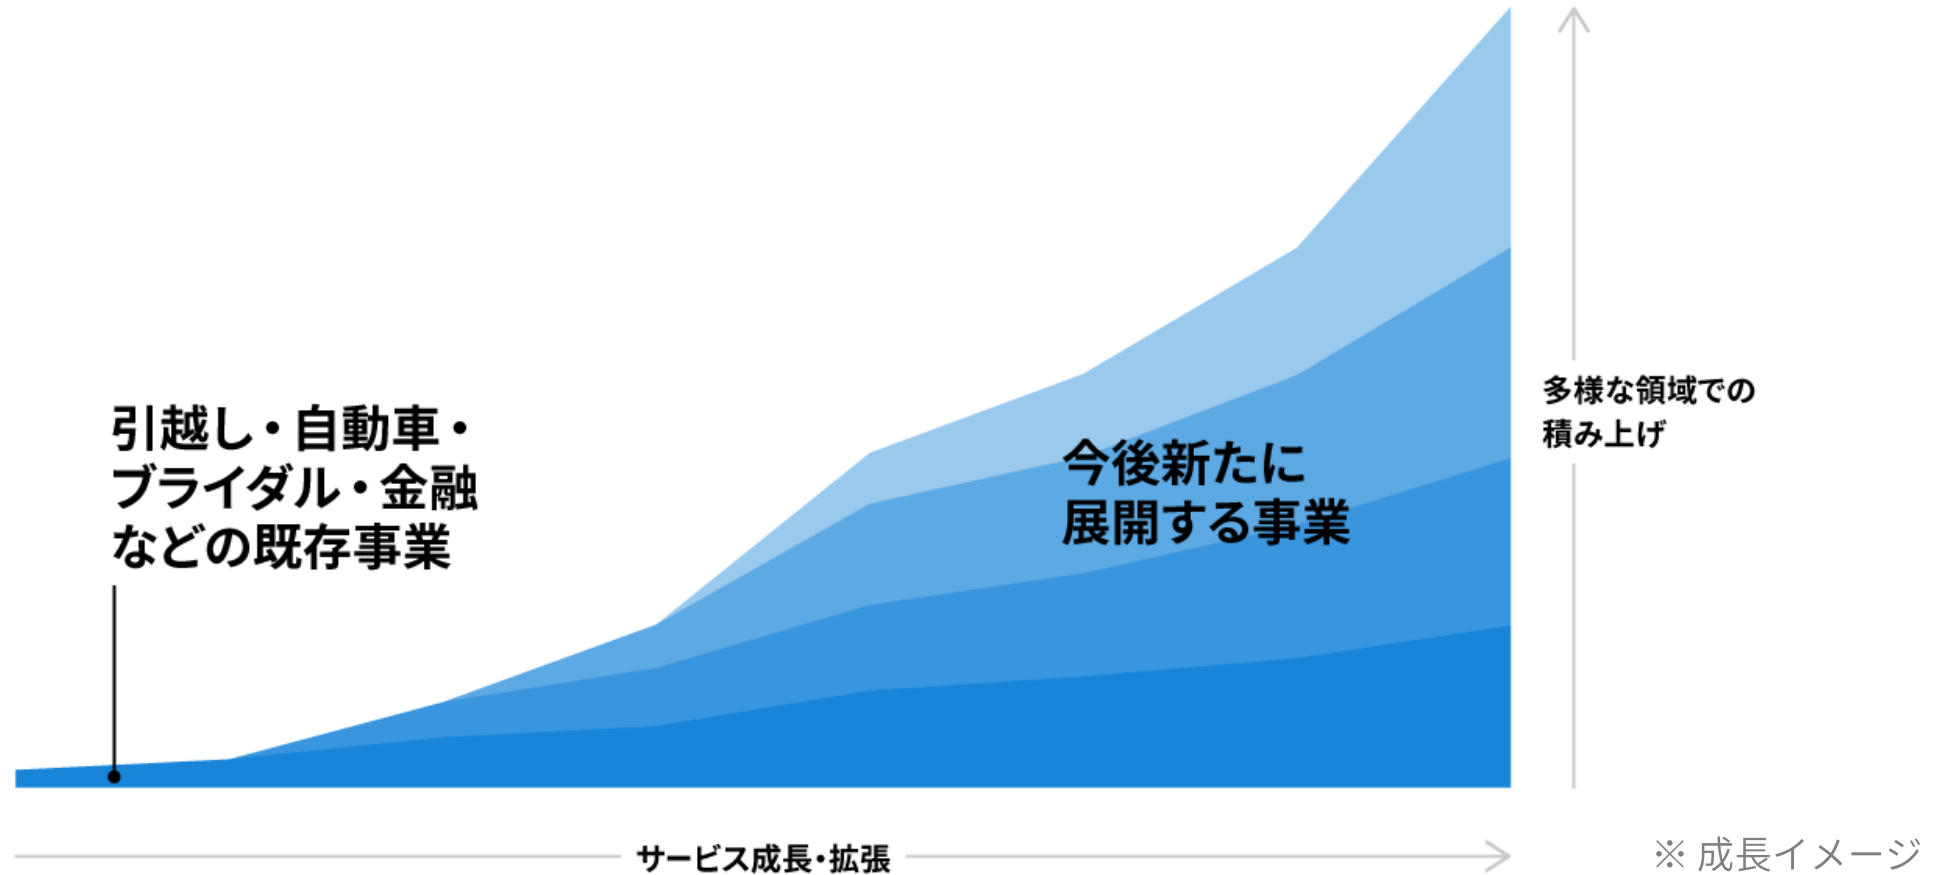 引越し・自動車・
ブライダル・金融
などの既存事業
今後新たに
展開する事業
多様な領域での
積み上げ
サービス成長・拡張
※ 成長イメージ